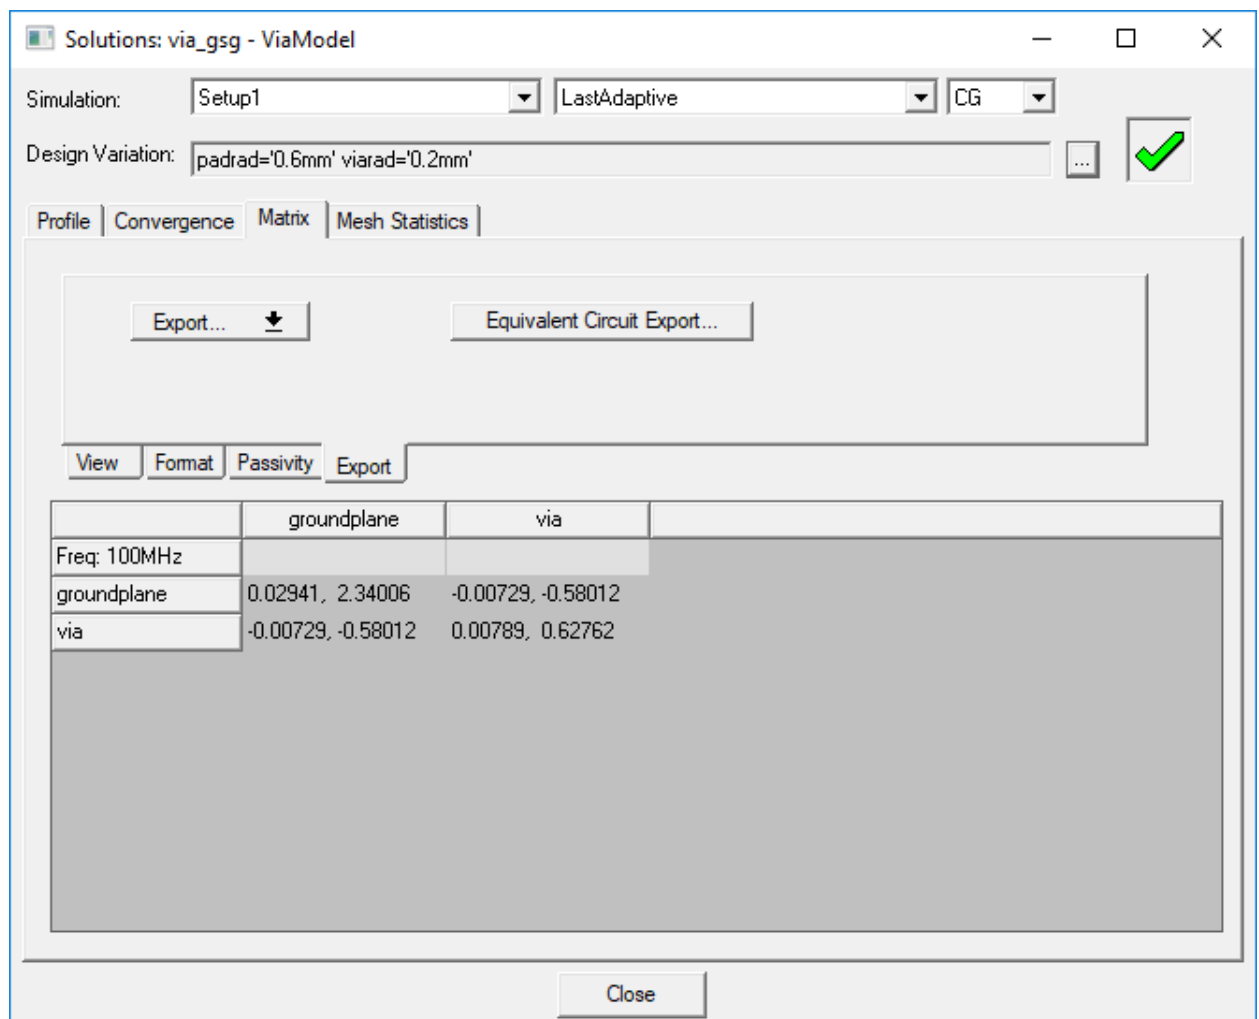 Solutions: via_gsg - ViaModel
Simulation: Setup1 LastAdaptive CG
Design Variation: padrad='0.6mm' viarad='0.2mm' ...
Profile Convergence Matrix Mesh Statistics
Export... Equivalent Circuit Export...
View Format Passivity Export
groundplane via
Freq: 100MHz
groundplane 0.02941, 2.34006 -0.00729, -0.58012
via -0.00729, -0.58012 0.00789, 0.62762
Close